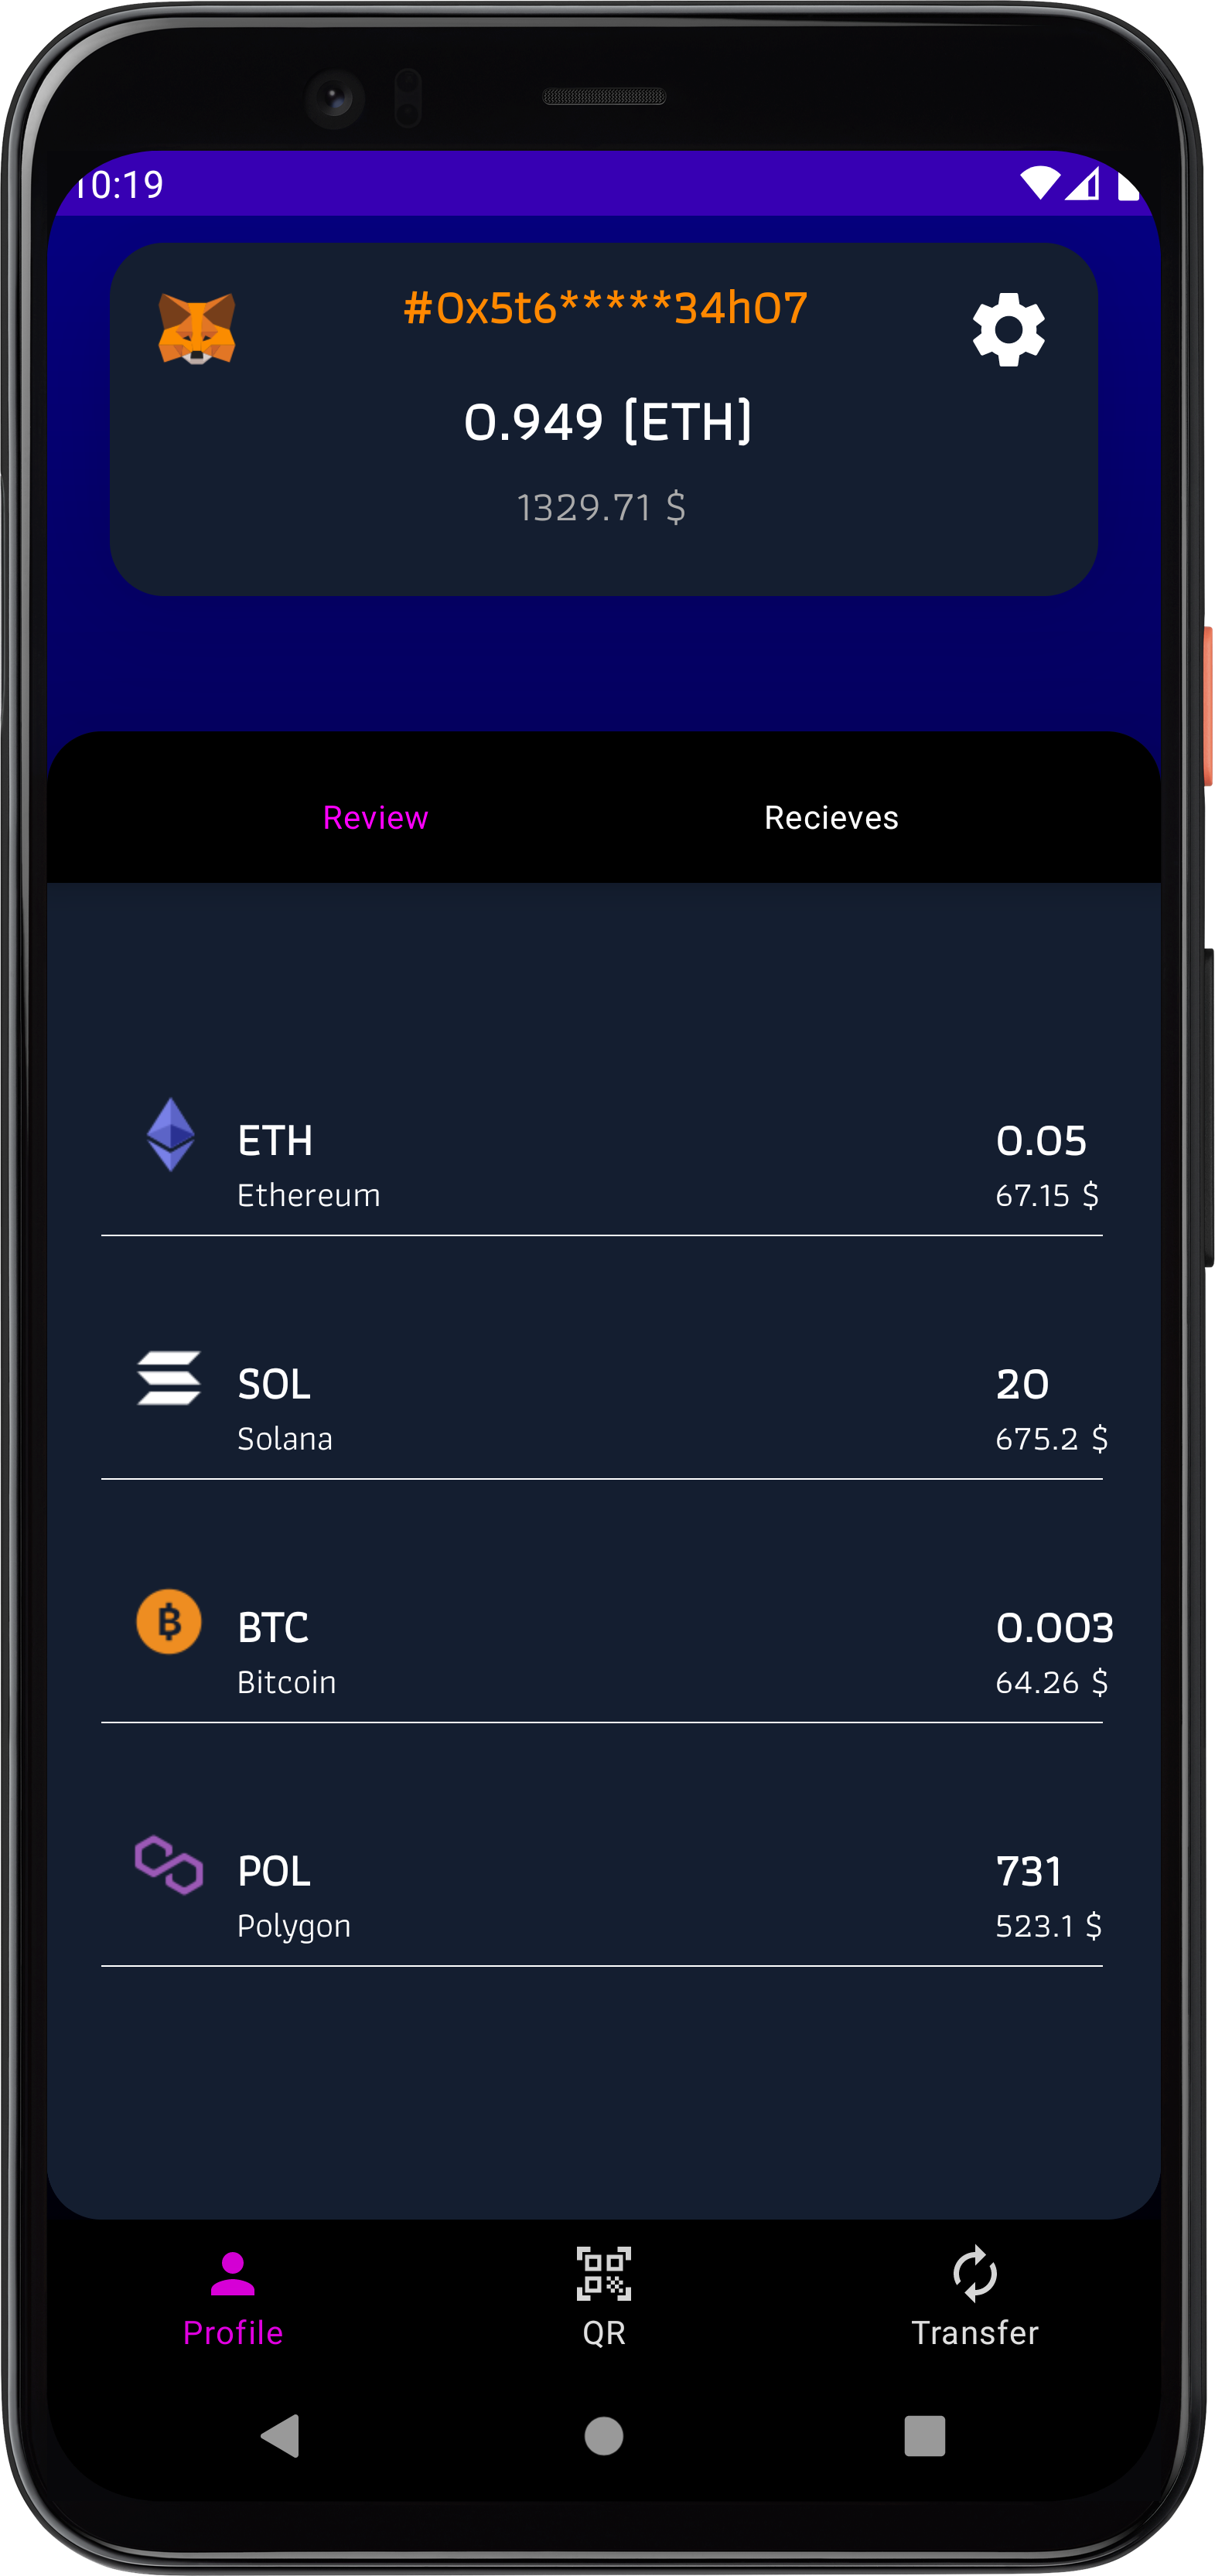 10:19
#0x5t6*****34h07
0.949 [ETH]
1329.71 $
Review Recieves
ETH 0.05
Ethereum 67.15 $
SOL 20
Solana 675.2 $
BTC 0.003
Bitcoin 64.26 $
POL 731
Polygon 523.1 $
Profile QR Transfer